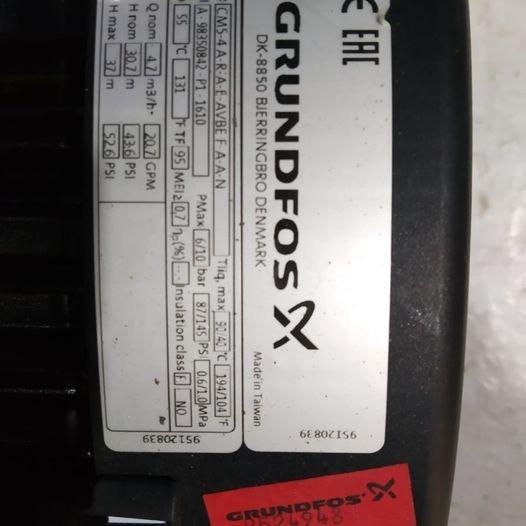 CE EAC
GRUNDFOS X
DK-8850 BJERRINGBRO DENMARK
Made in Taiwan
95120839
CM5-4 A-R-A-E-AVBE F-A-A-N
A - 98350842 - P1 - 1610
Tliq, max 90/40 °C 194/104 °F
PMax 6/10 bar 87/145 PSI 0.6/1.0 MPa
55 °C 131 °F TF 95 MEI≥ 0,7 ηp(%) --.- Insulation class F NO
Q nom 4.7 m3/h 20.7 GPM
H nom 30.7 m 43.6 PSI
H max 37 m 52.6 PSI
95120839
GRUNDFOS X